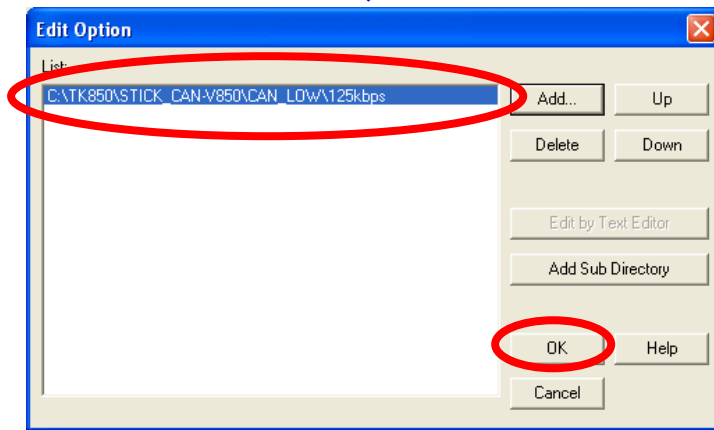 Edit Option
List:
C:\TK850\STICK_CAN-V850\CAN_LOW\125kbps
Add...
Up
Delete
Down
Edit by Text Editor
Add Sub Directory
OK
Help
Cancel